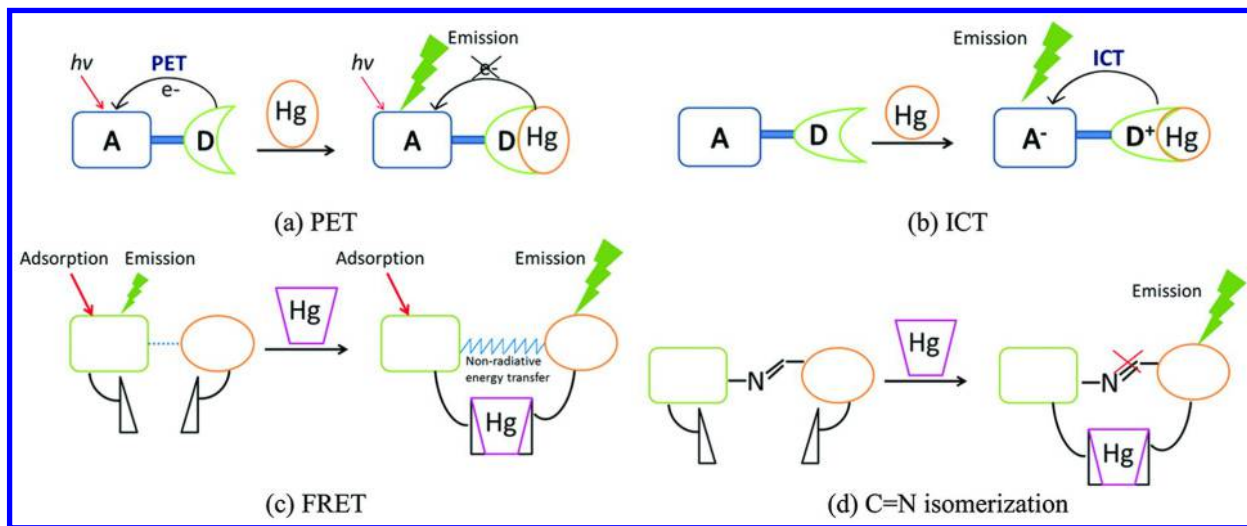 hv
PET
e-
A
D
Hg
hv
Emission
e-
A
D
Hg
(a) PET
A
D
Hg
Emission
ICT
A-
D+
Hg
(b) ICT
Adsorption
Emission
Hg
Adsorption
Emission
Non-radiative
energy transfer
Hg
(c) FRET
N
Hg
Emission
N
Hg
(d) C=N isomerization